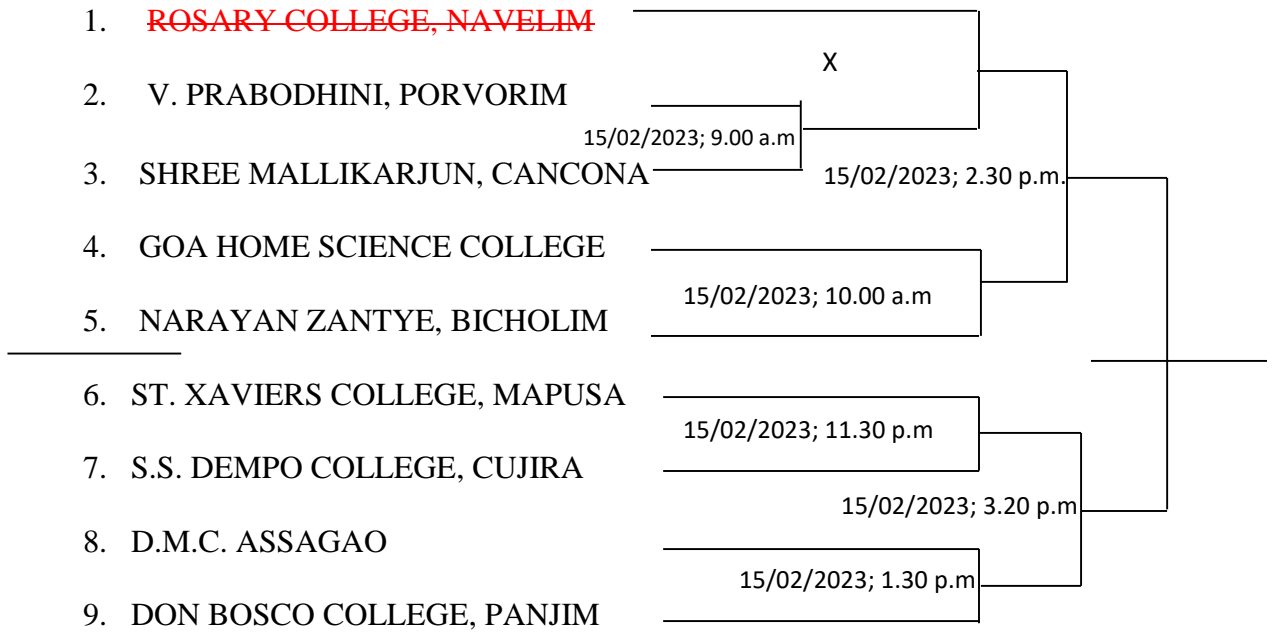 1. ROSARY COLLEGE, NAVELIM
X
2. V. PRABODHINI, PORVORIM
15/02/2023; 9.00 a.m
3. SHREE MALLIKARJUN, CANCONA
15/02/2023; 2.30 p.m.
4. GOA HOME SCIENCE COLLEGE
15/02/2023; 10.00 a.m
5. NARAYAN ZANTYE, BICHOLIM
6. ST. XAVIERS COLLEGE, MAPUSA
15/02/2023; 11.30 p.m
7. S.S. DEMPO COLLEGE, CUJIRA
15/02/2023; 3.20 p.m
8. D.M.C. ASSAGAO
15/02/2023; 1.30 p.m
9. DON BOSCO COLLEGE, PANJIM